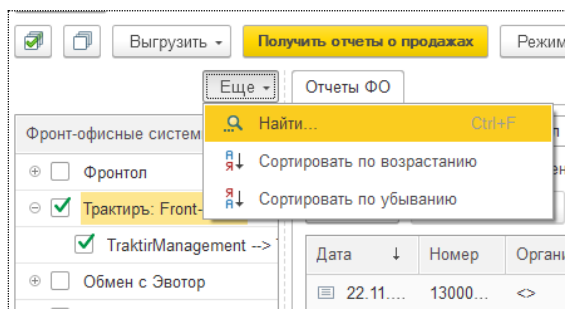 Выгрузить
Получить отчеты о продажах
Режим
Еще
Отчеты ФО
Найти... Ctrl+F
Сортировать по возрастанию
Сортировать по убыванию
Фронт-офисные систем
Фронтол
Трактиръ: Front-
TraktirManagement -->
Обмен с Эвотор
Дата ↓ Номер Органи
22.11.... 13000... <>